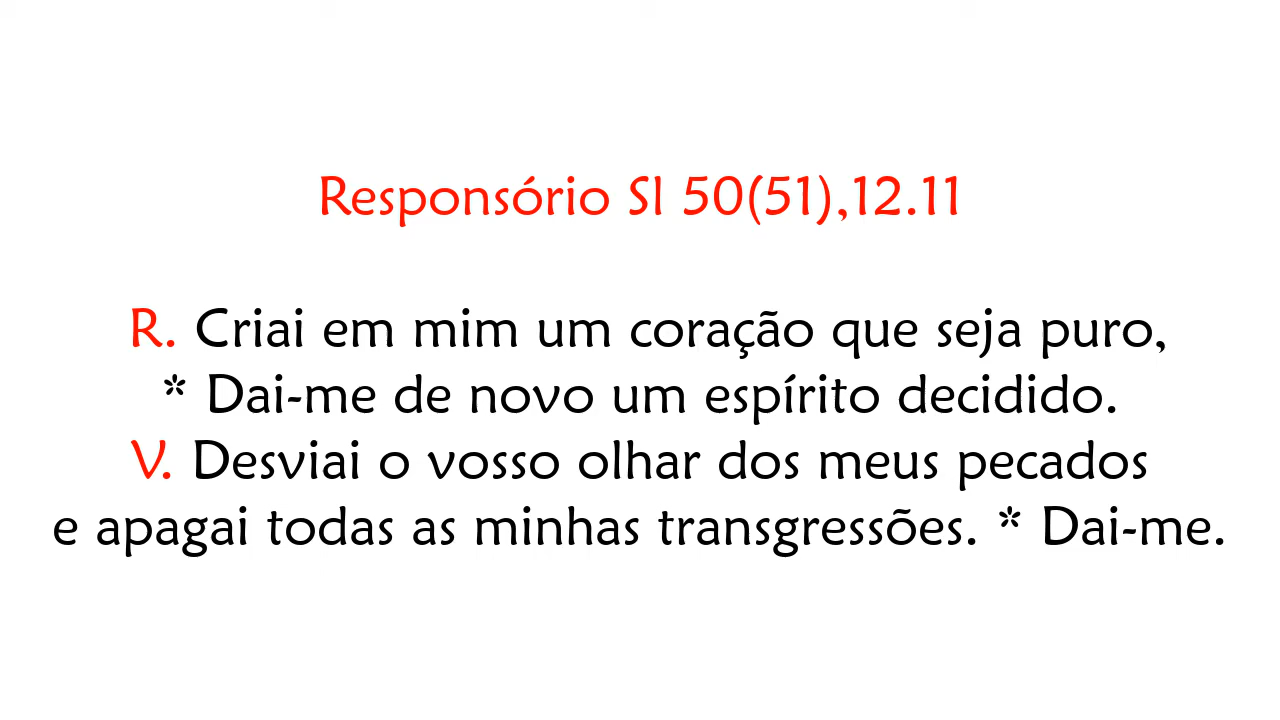 Responsório Sl 50(51),12.11
R. Criai em mim um coração que seja puro,
* Dai-me de novo um espírito decidido.
V. Desviai o vosso olhar dos meus pecados
e apagai todas as minhas transgressões. * Dai-me.